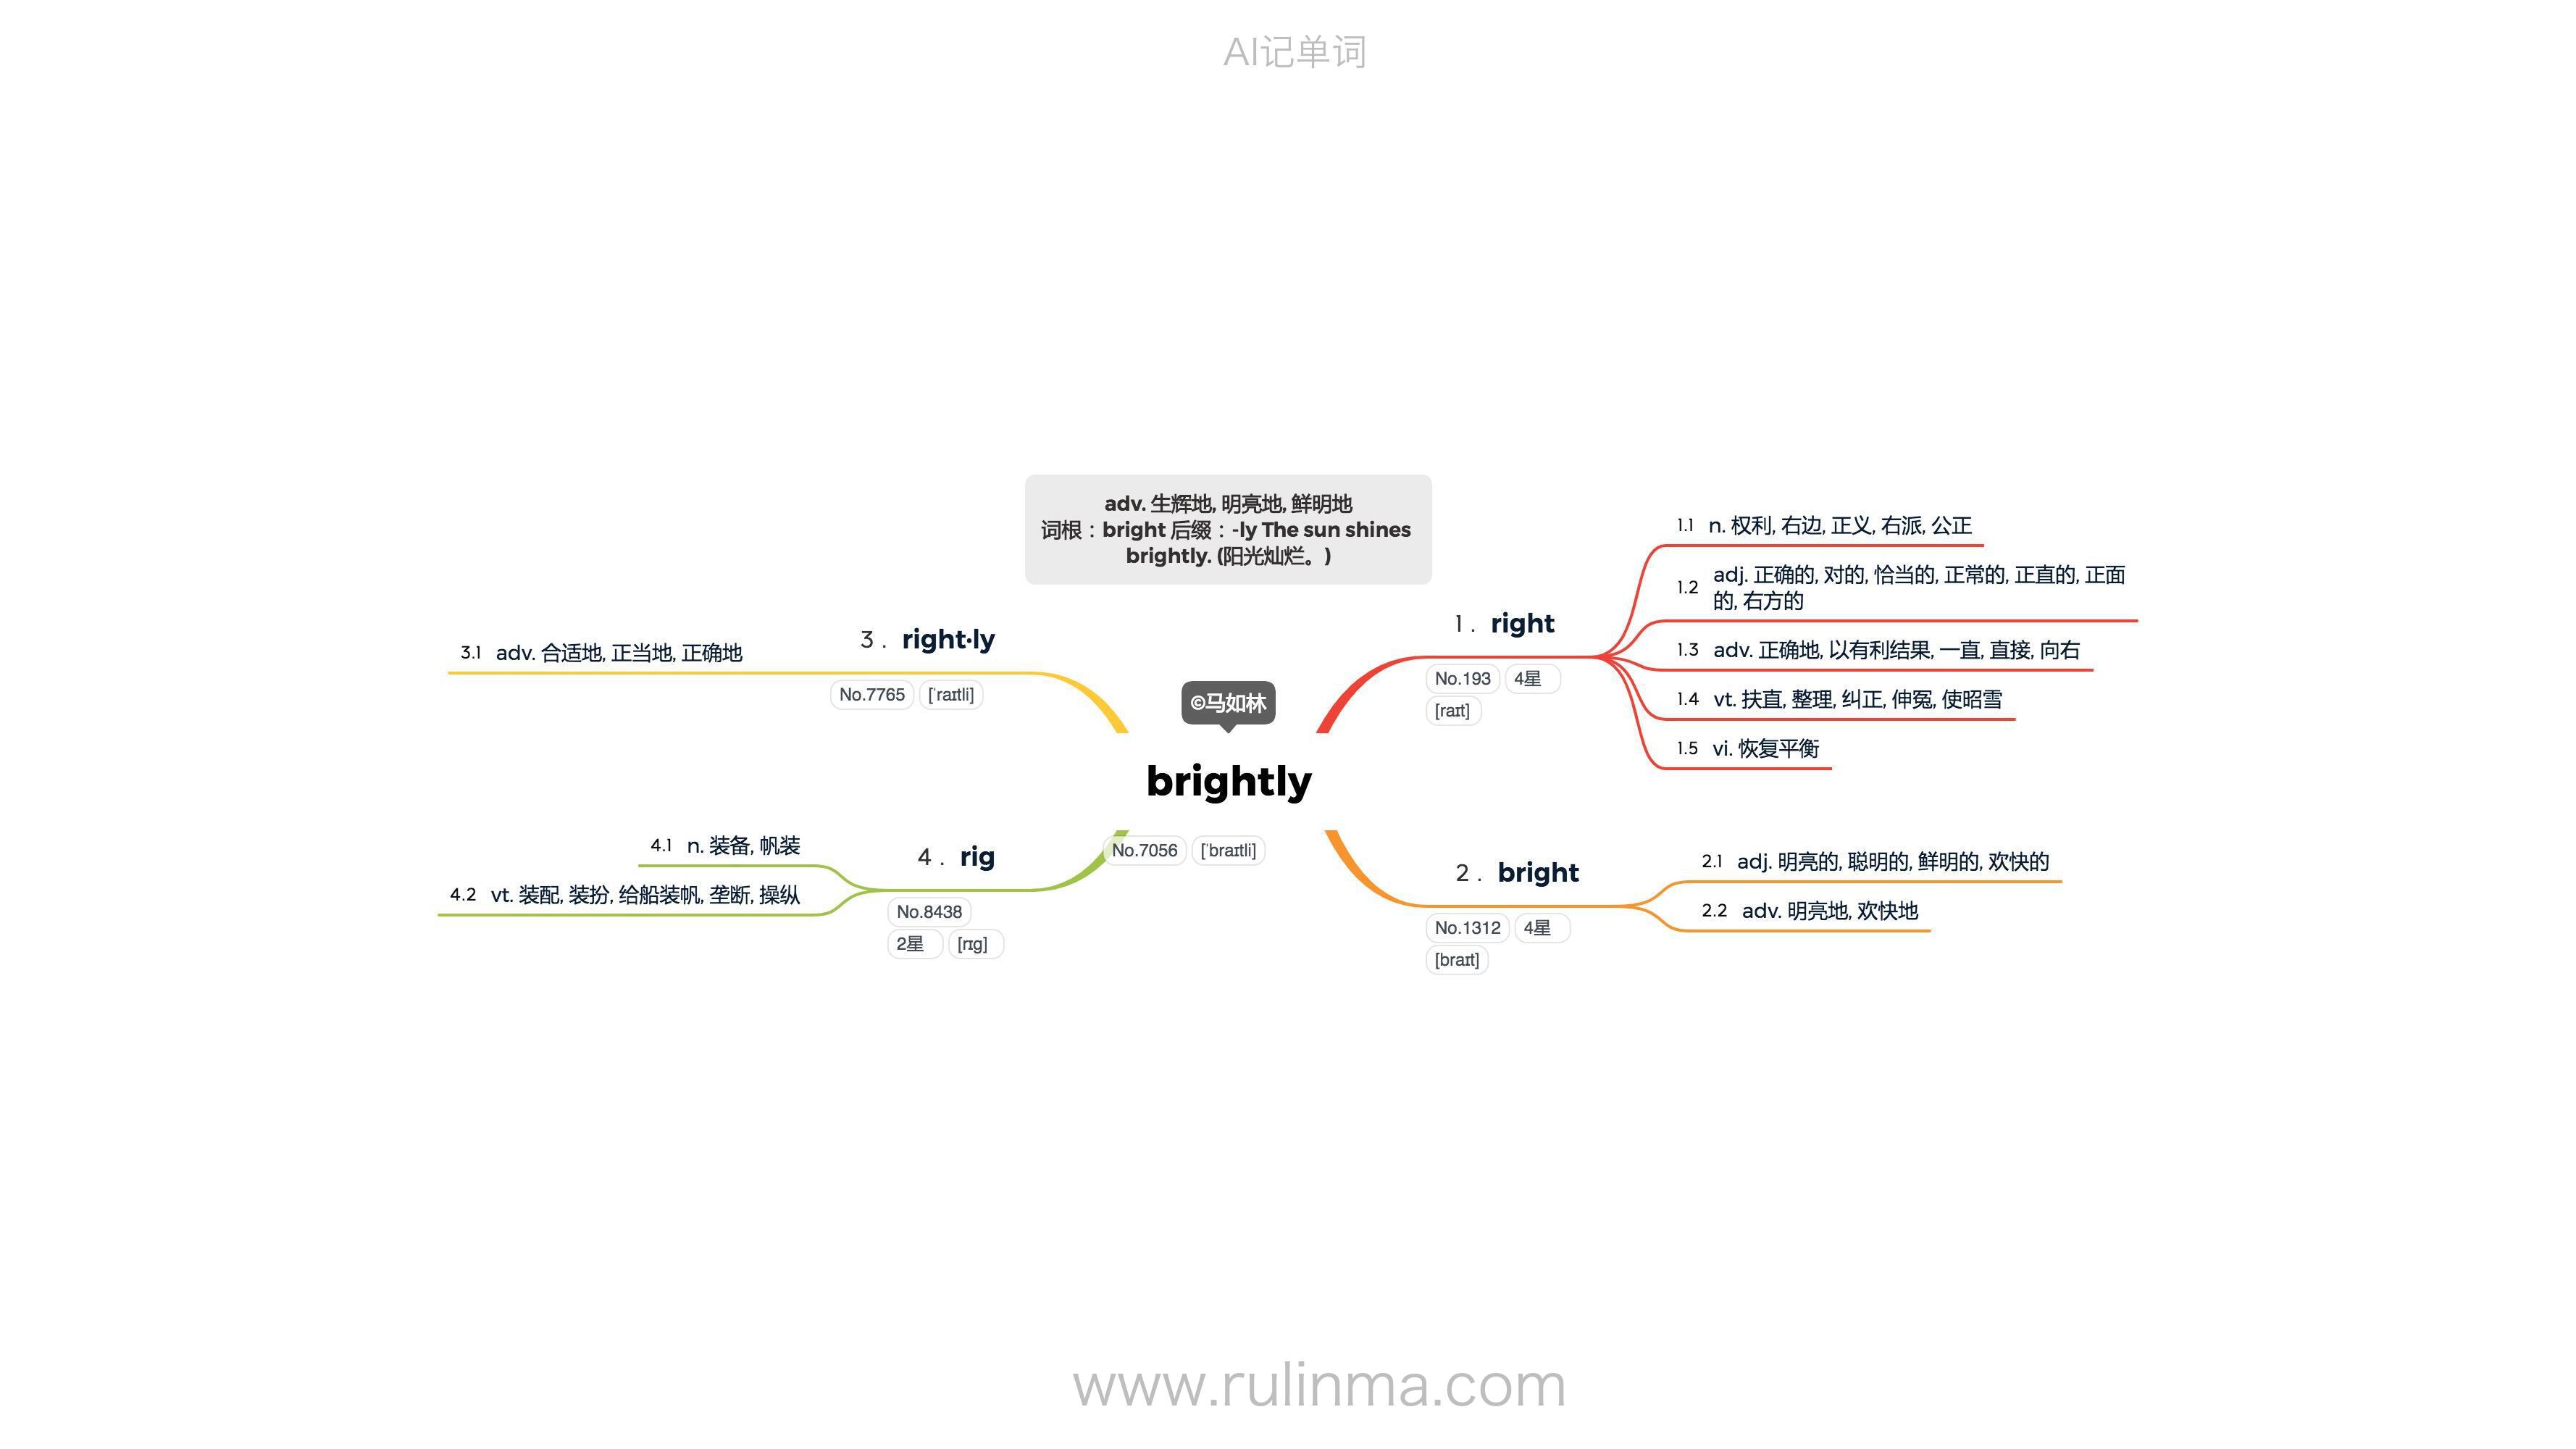 AI记单词
adv. 生辉地, 明亮地, 鲜明地
词根：bright 后缀：-ly The sun shines
brightly. (阳光灿烂。)
©马如林
brightly
No.7056 [ˈbraɪtli]
1. right
No.193 4星
[raɪt]
1.1 n. 权利, 右边, 正义, 右派, 公正
1.2 adj. 正确的, 对的, 恰当的, 正常的, 正直的, 正面
的, 右方的
1.3 adv. 正确地, 以有利结果, 一直, 直接, 向右
1.4 vt. 扶直, 整理, 纠正, 伸冤, 使昭雪
1.5 vi. 恢复平衡
2. bright
No.1312 4星
[braɪt]
2.1 adj. 明亮的, 聪明的, 鲜明的, 欢快的
2.2 adv. 明亮地, 欢快地
3. right·ly
No.7765 [ˈraɪtli]
3.1 adv. 合适地, 正当地, 正确地
4. rig
No.8438
2星 [rɪg]
4.1 n. 装备, 帆装
4.2 vt. 装配, 装扮, 给船装帆, 垄断, 操纵
www.rulinma.com